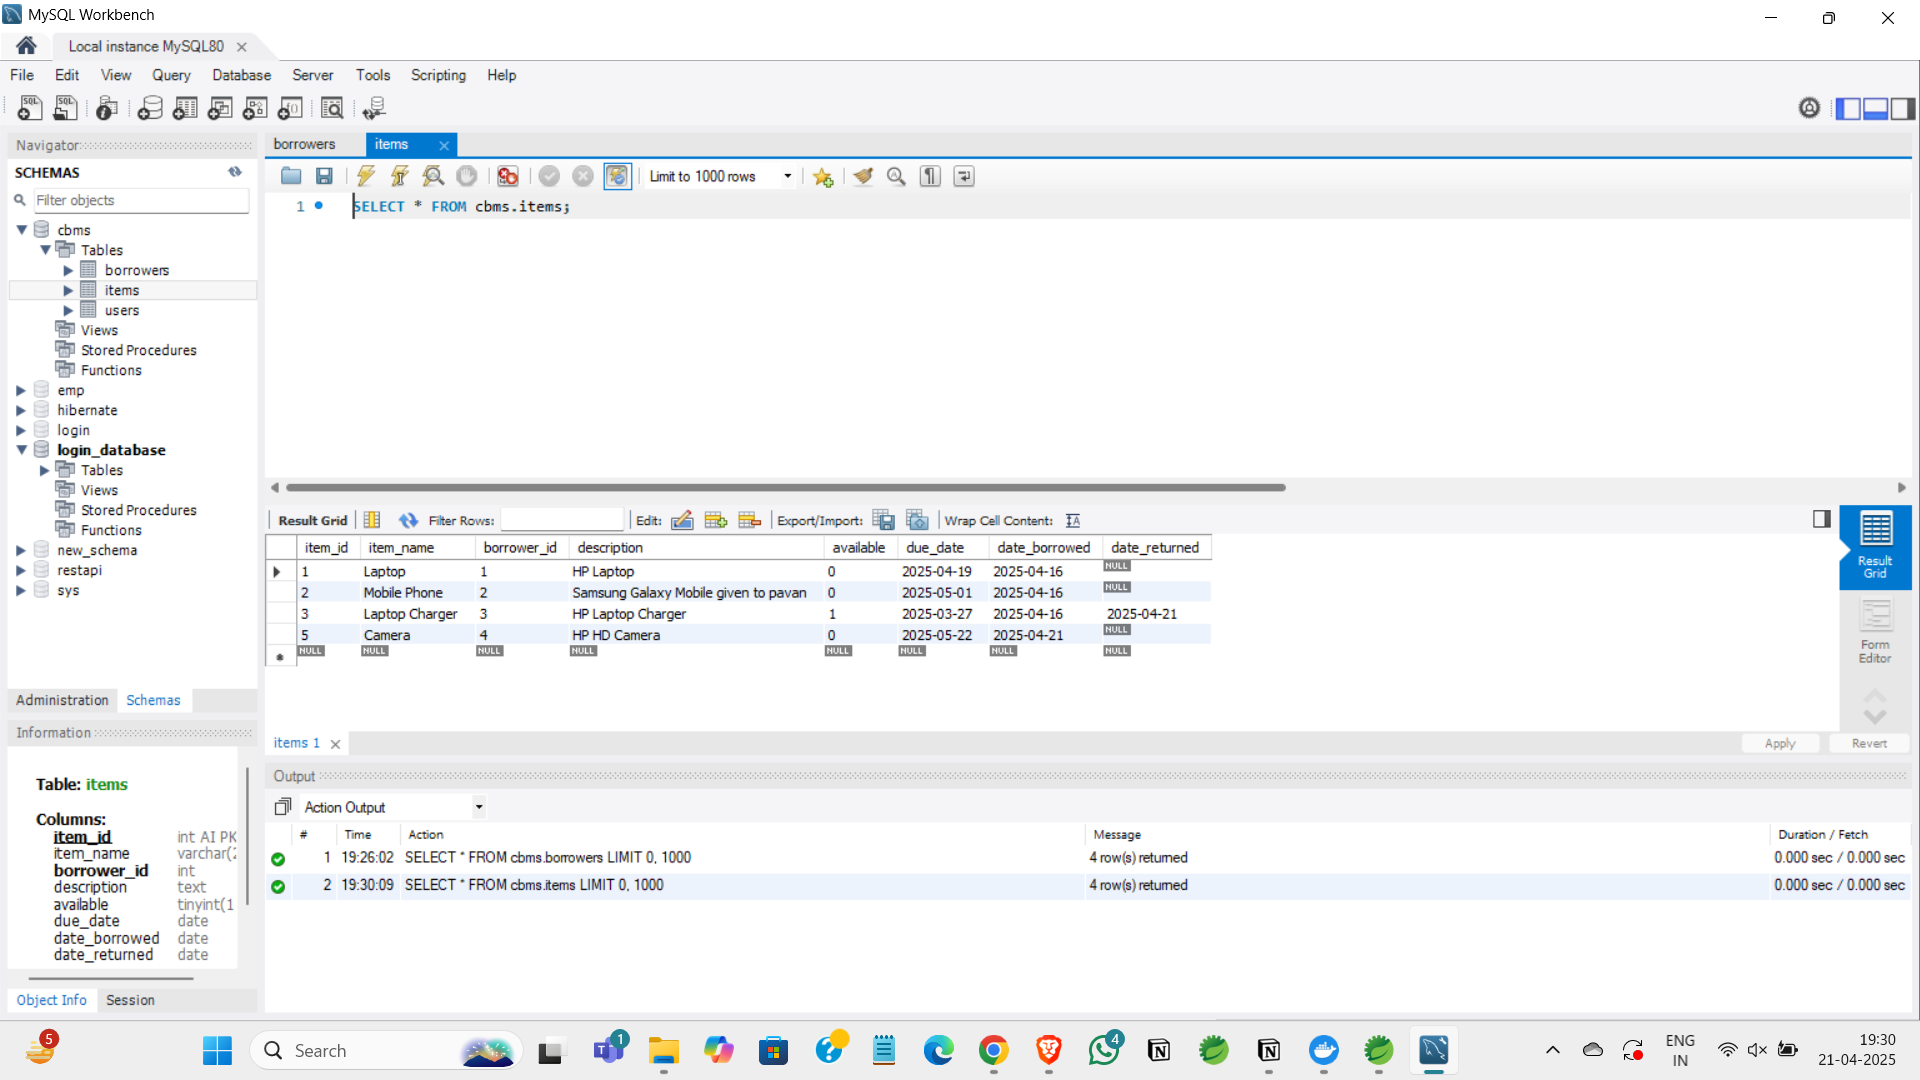 MySQL Workbench
Local instance MySQL80
File Edit View Query Database Server Tools Scripting Help
Navigator
SCHEMAS
Filter objects
cbms
Tables
borrowers
items
users
Views
Stored Procedures
Functions
emp
hibernate
login
login_database
Tables
Views
Stored Procedures
Functions
new_schema
restapi
sys
Administration Schemas
Information
Table: items
Columns:
item_id int AI PK
item_name varchar(2
borrower_id int
description text
available tinyint(1
due_date date
date_borrowed date
date_returned date
Object Info Session
borrowers items
Limit to 1000 rows
1 SELECT * FROM cbms.items;
Result Grid Filter Rows: Edit: Export/Import: Wrap Cell Content:
item_id item_name borrower_id description available due_date date_borrowed date_returned
1 Laptop 1 HP Laptop 0 2025-04-19 2025-04-16 NULL
2 Mobile Phone 2 Samsung Galaxy Mobile given to pavan 0 2025-05-01 2025-04-16 NULL
3 Laptop Charger 3 HP Laptop Charger 1 2025-03-27 2025-04-16 2025-04-21
5 Camera 4 HP HD Camera 0 2025-05-22 2025-04-21 NULL
NULL NULL NULL NULL NULL NULL NULL NULL
Result
Grid
Form
Editor
items 1 Apply Revert
Output
Action Output
# Time Action Message Duration / Fetch
1 19:26:02 SELECT * FROM cbms.borrowers LIMIT 0, 1000 4 row(s) returned 0.000 sec / 0.000 sec
2 19:30:09 SELECT * FROM cbms.items LIMIT 0, 1000 4 row(s) returned 0.000 sec / 0.000 sec
5
Search
1
4
ENG
IN
19:30
21-04-2025